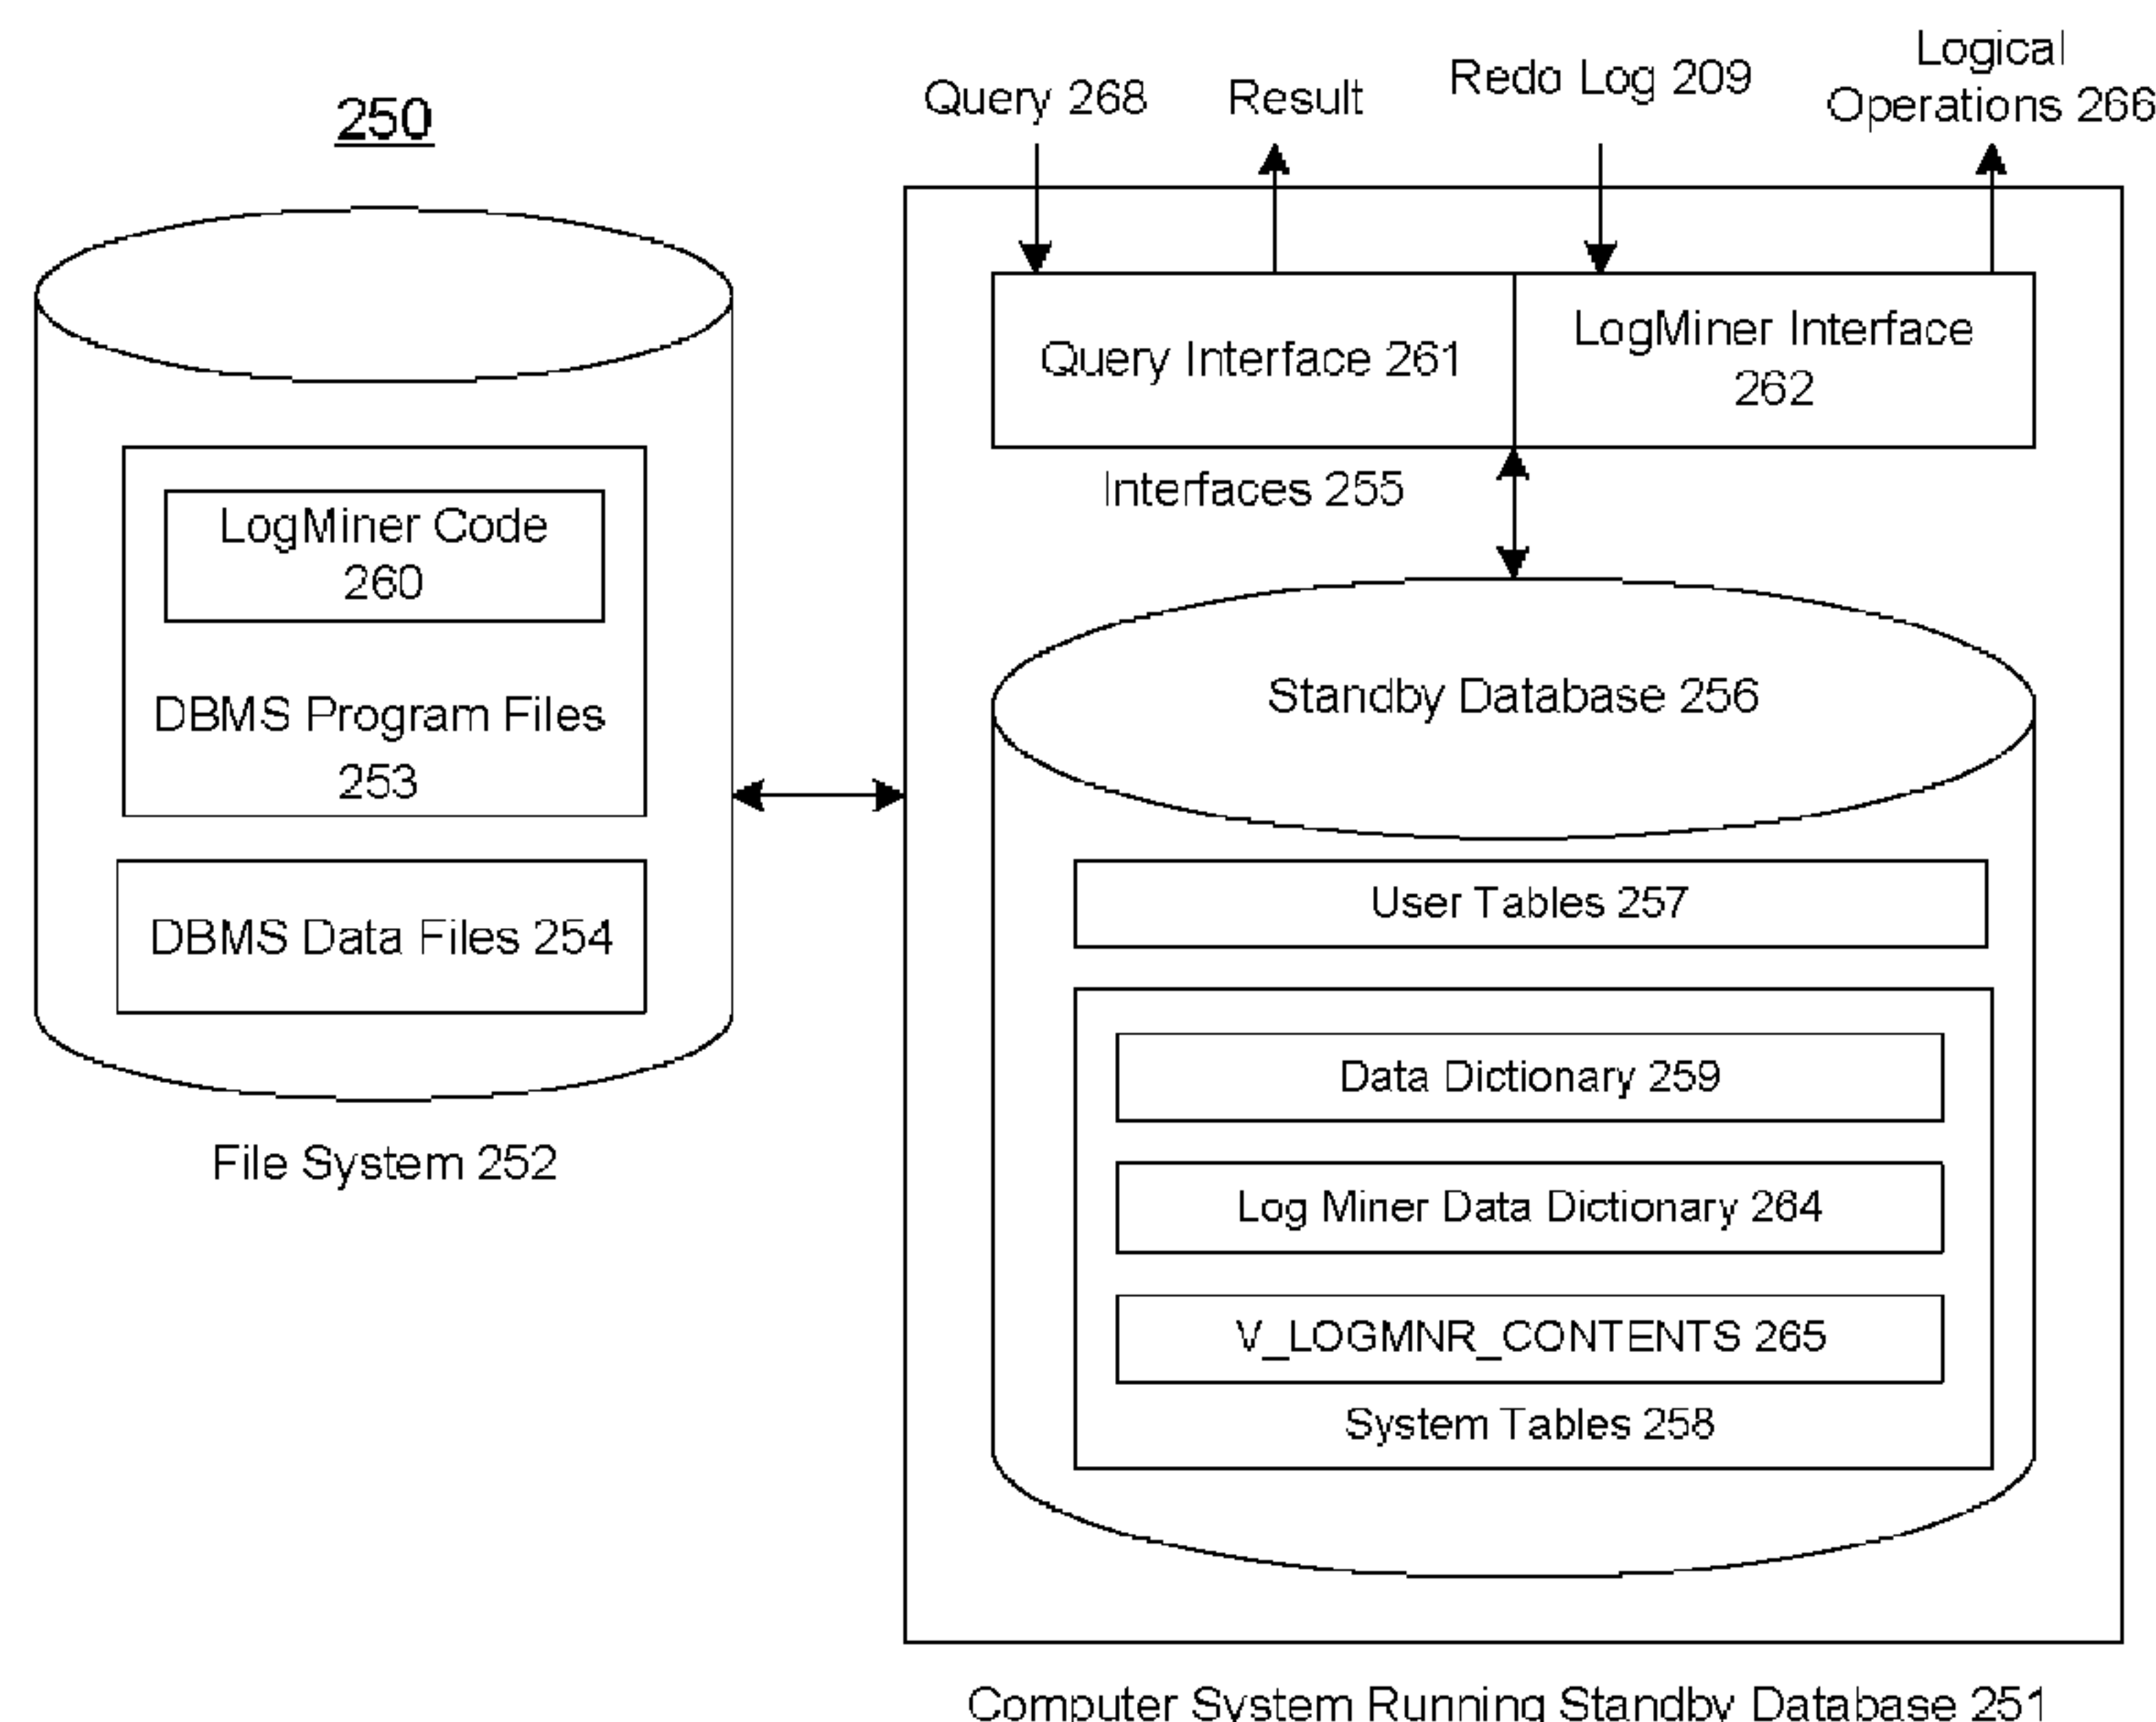 250
Query 268
Result
Redo Log 209
Logical
Operations 266
Query Interface 261
LogMiner Interface
262
Interfaces 255
LogMiner Code
260
DBMS Program Files
253
DBMS Data Files 254
File System 252
Standby Database 256
User Tables 257
Data Dictionary 259
Log Miner Data Dictionary 264
V_LOGMNR_CONTENTS 265
System Tables 258
Computer System Running Standby Database 251